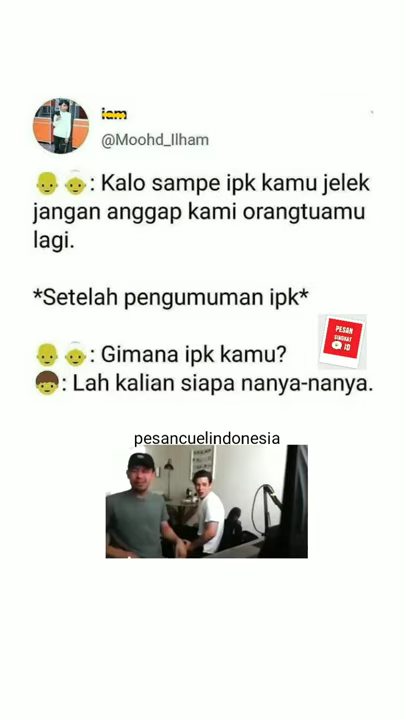 iam
@Moohd_Ilham
👴👵: Kalo sampe ipk kamu jelek
jangan anggap kami orangtuamu
lagi.
*Setelah pengumuman ipk*
PESAN
SINGKAT
ID
👴👵: Gimana ipk kamu?
👦: Lah kalian siapa nanya-nanya.
pesancuelindonesia